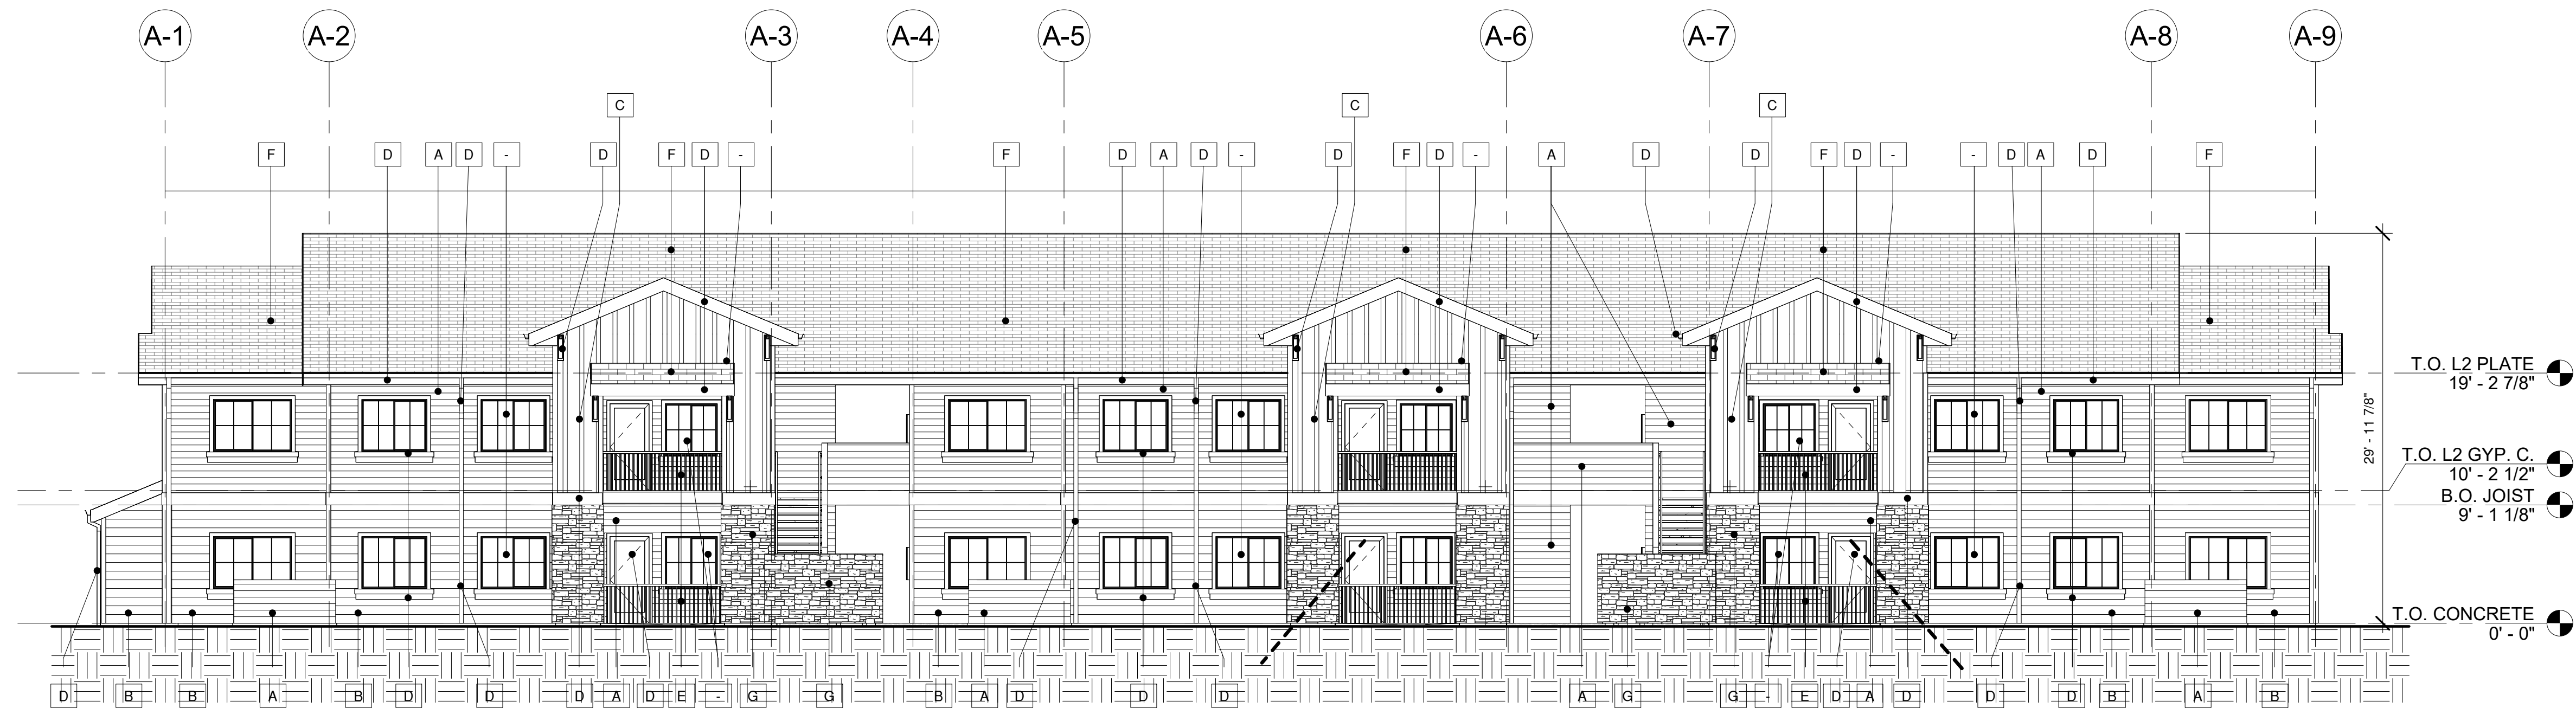 A-1 A-2 A-3 A-4 A-5 A-6 A-7 A-8 A-9
C C C
F D A D - D F D - F D A D - D F D - A D D F D - - D A D F
T.O. L2 PLATE
19' - 2 7/8"
29' - 11 7/8"
T.O. L2 GYP. C.
10' - 2 1/2"
B.O. JOIST
9' - 1 1/8"
T.O. CONCRETE
0' - 0"
D B B A B D D D A D E - G G B A D D D A G G - E D A D D D B A B